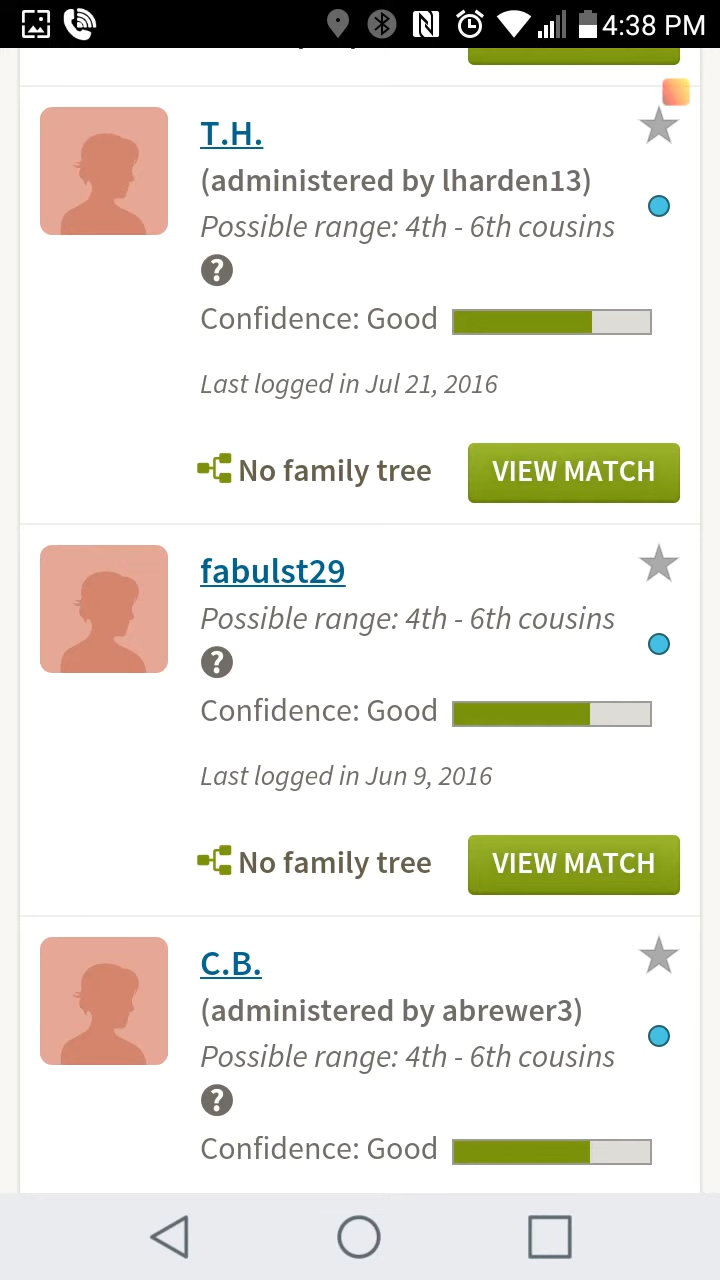 4:38 PM
T.H.
(administered by lharden13)
Possible range: 4th - 6th cousins
?
Confidence: Good
Last logged in Jul 21, 2016
No family tree VIEW MATCH
fabulst29
Possible range: 4th - 6th cousins
?
Confidence: Good
Last logged in Jun 9, 2016
No family tree VIEW MATCH
C.B.
(administered by abrewer3)
Possible range: 4th - 6th cousins
?
Confidence: Good